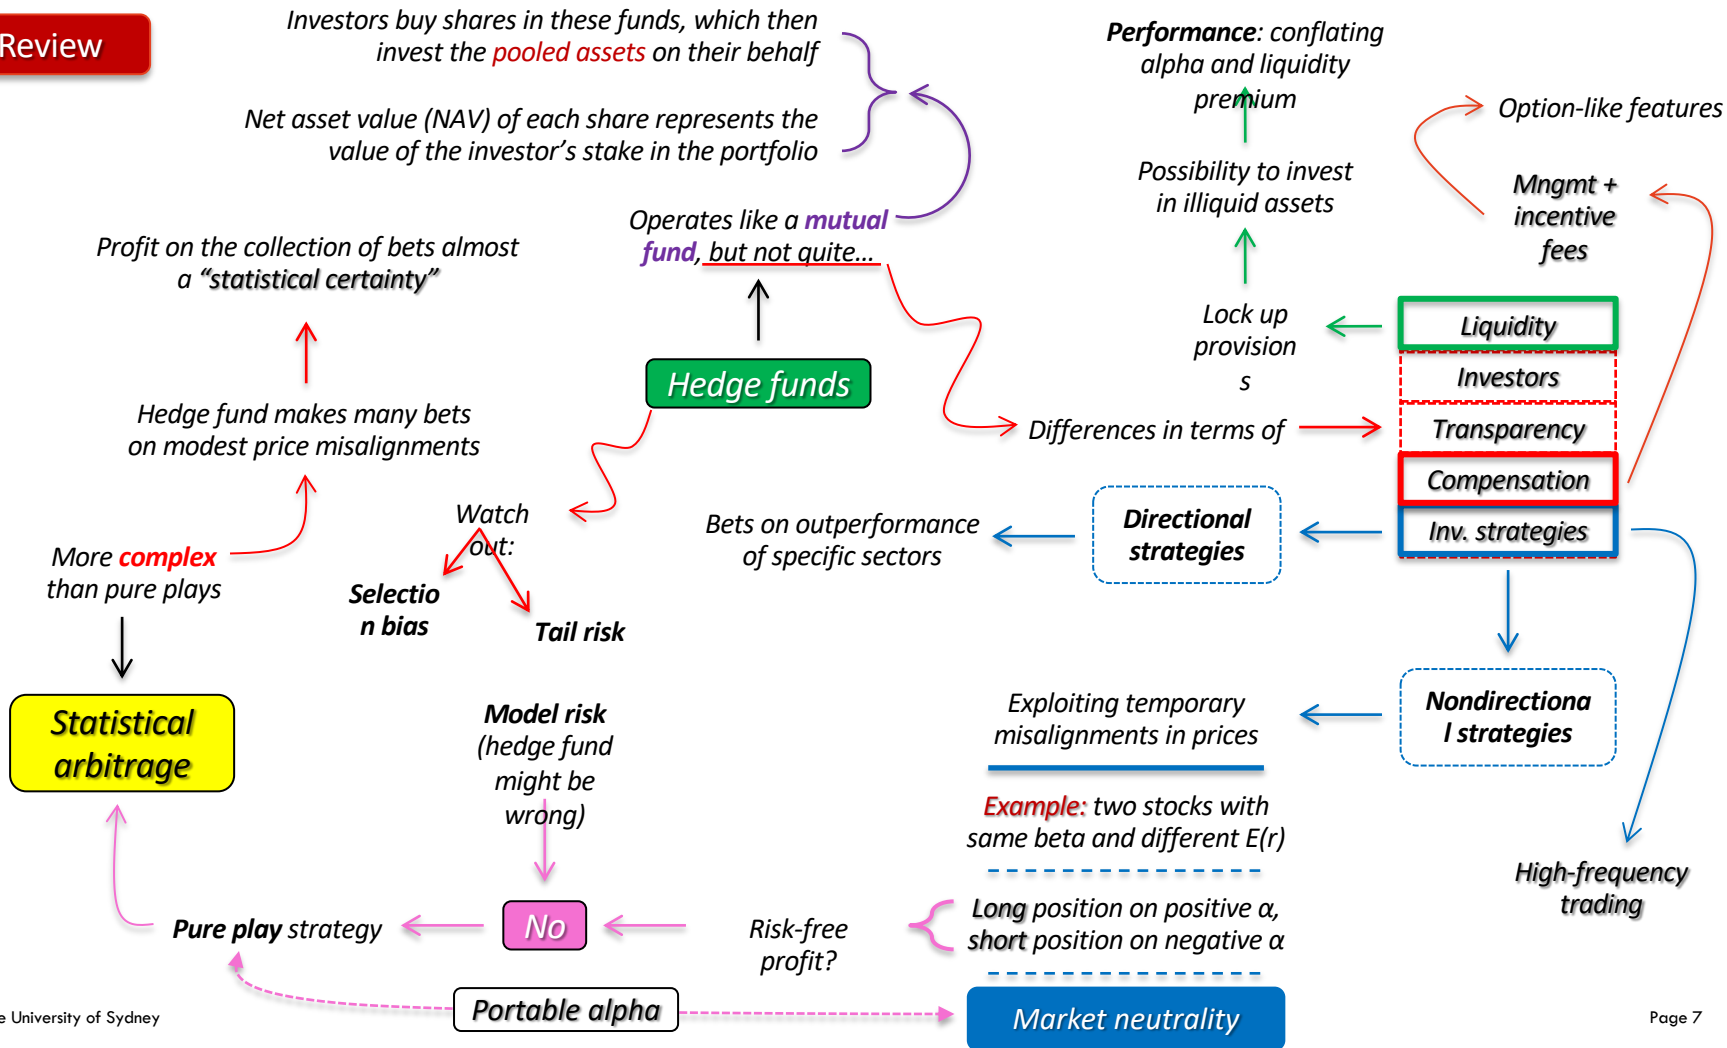 Review
Investors buy shares in these funds, which then
invest the pooled assets on their behalf
Net asset value (NAV) of each share represents the
value of the investor's stake in the portfolio
Performance: conflating
alpha and liquidity
premium
Option-like features
Possibility to invest
in illiquid assets
Mngmt +
incentive
fees
Operates like a mutual
fund, but not quite...
Profit on the collection of bets almost
a “statistical certainty”
Lock up
provision
s
Liquidity
Investors
Transparency
Compensation
Inv. strategies
Hedge funds
Hedge fund makes many bets
on modest price misalignments
Differences in terms of
Watch
out:
Bets on outperformance
of specific sectors
Directional
strategies
More complex
than pure plays
Selectio
n bias
Tail risk
Statistical
arbitrage
Model risk
(hedge fund
might be
wrong)
Exploiting temporary
misalignments in prices
Nondirectiona
l strategies
Example: two stocks with
same beta and different E(r)
High-frequency
trading
Pure play strategy
No
Risk-free
profit?
Long position on positive α,
short position on negative α
Portable alpha
Market neutrality
e University of Sydney
Page 7